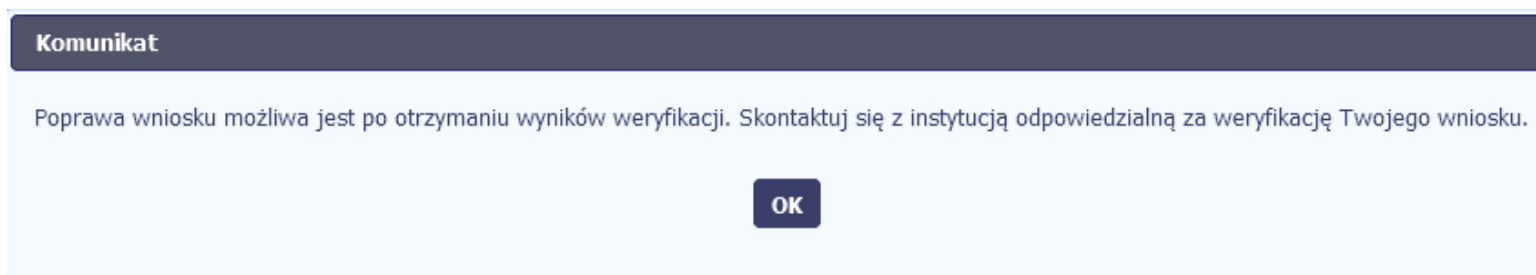 Komunikat
Poprawa wniosku możliwa jest po otrzymaniu wyników weryfikacji. Skontaktuj się z instytucją odpowiedzialną za weryfikację Twojego wniosku.
OK